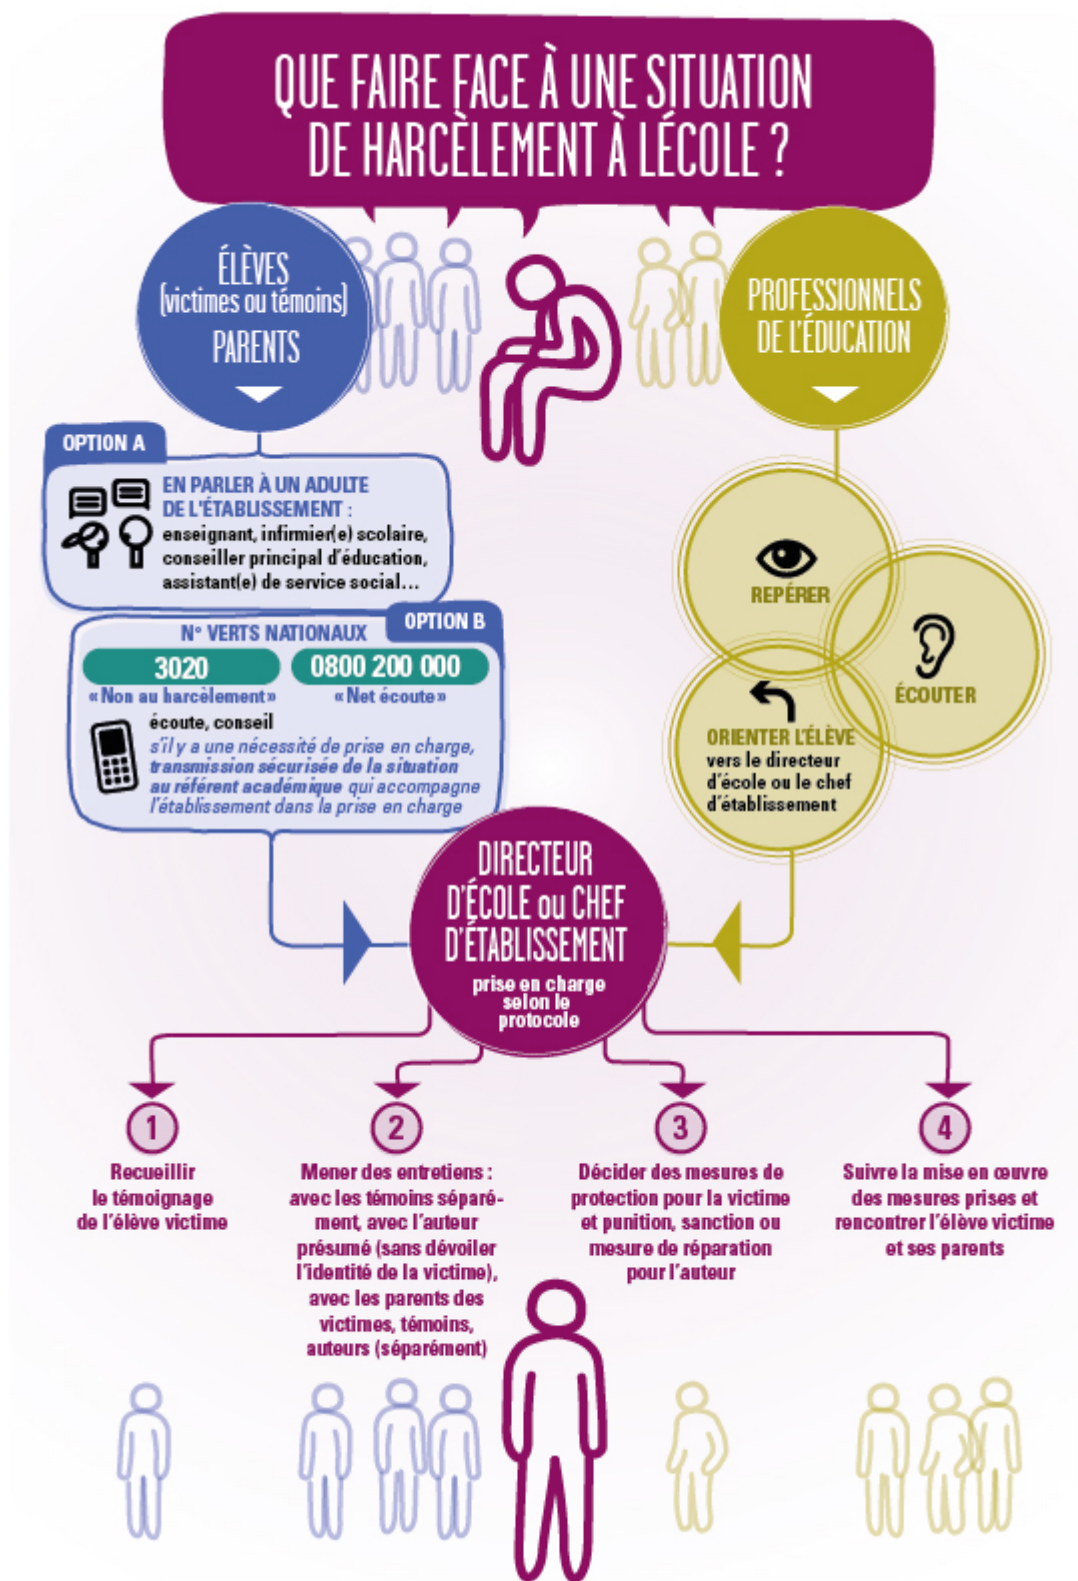 QUE FAIRE FACE À UNE SITUATION
DE HARCÈLEMENT À LÉCOLE ?
ÉLÈVES
(victimes ou témoins)
PARENTS
PROFESSIONNELS
DE L'ÉDUCATION
OPTION A
EN PARLER À UN ADULTE
DE L'ÉTABLISSEMENT :
enseignant, infirmier(e) scolaire,
conseiller principal d'éducation,
assistant(e) de service social...
OPTION B
N° VERTS NATIONAUX
3020
« Non au harcèlement »
0800 200 000
« Net écoute »
écoute, conseil
s'il y a une nécessité de prise en charge,
transmission sécurisée de la situation
au référent académique qui accompagne
l'établissement dans la prise en charge
REPÉRER
ÉCOUTER
ORIENTER L'ÉLÈVE
vers le directeur
d'école ou le chef
d'établissement
DIRECTEUR
D'ÉCOLE ou CHEF
D'ÉTABLISSEMENT
prise en charge
selon le
protocole
1
Recueillir
le témoignage
de l'élève victime
2
Mener des entretiens :
avec les témoins séparé-
ment, avec l'auteur
présumé (sans dévoiler
l'identité de la victime),
avec les parents des
victimes, témoins,
auteurs (séparément)
3
Décider des mesures de
protection pour la victime
et punition, sanction ou
mesure de réparation
pour l'auteur
4
Suivre la mise en œuvre
des mesures prises et
rencontrer l'élève victime
et ses parents